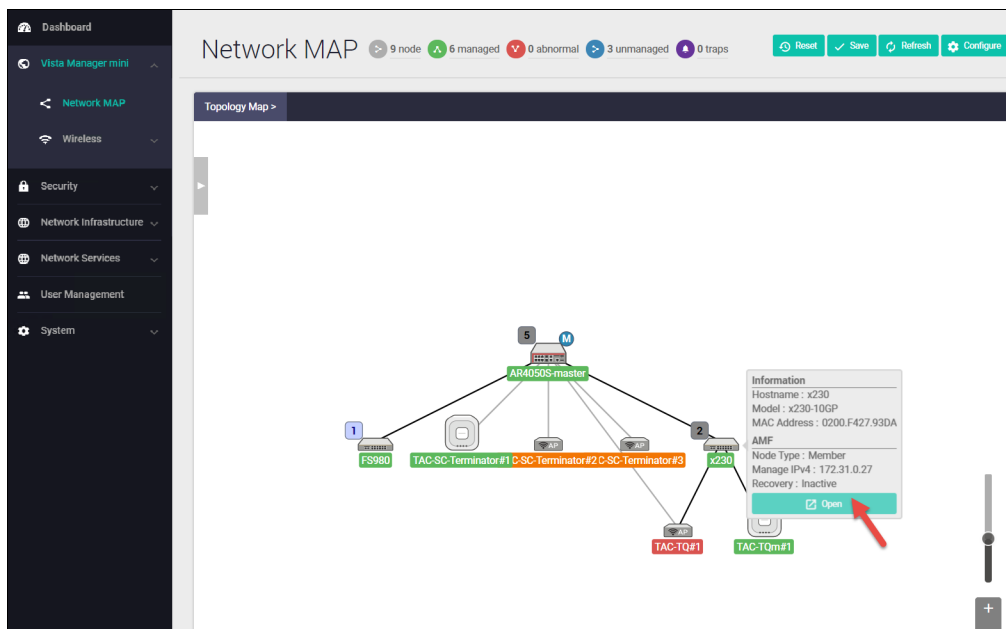 Dashboard
Vista Manager mini
Network MAP
Wireless
Security
Network Infrastructure
Network Services
User Management
System
Network MAP 9 node 6 managed 0 abnormal 3 unmanaged 0 traps
Reset Save Refresh Configure
Topology Map >
5 M
AR4050S-master
1
FS980
TAC-SC-Terminator#1
AP
C-SC-Terminator#2
AP
C-SC-Terminator#3
2
x230
AP
TAC-TQ#1
TAC-TQm#1
Information
Hostname : x230
Model : x230-10GP
MAC Address : 0200.F427.93DA
AMF
Node Type : Member
Manage IPv4 : 172.31.0.27
Recovery : Inactive
Open
+